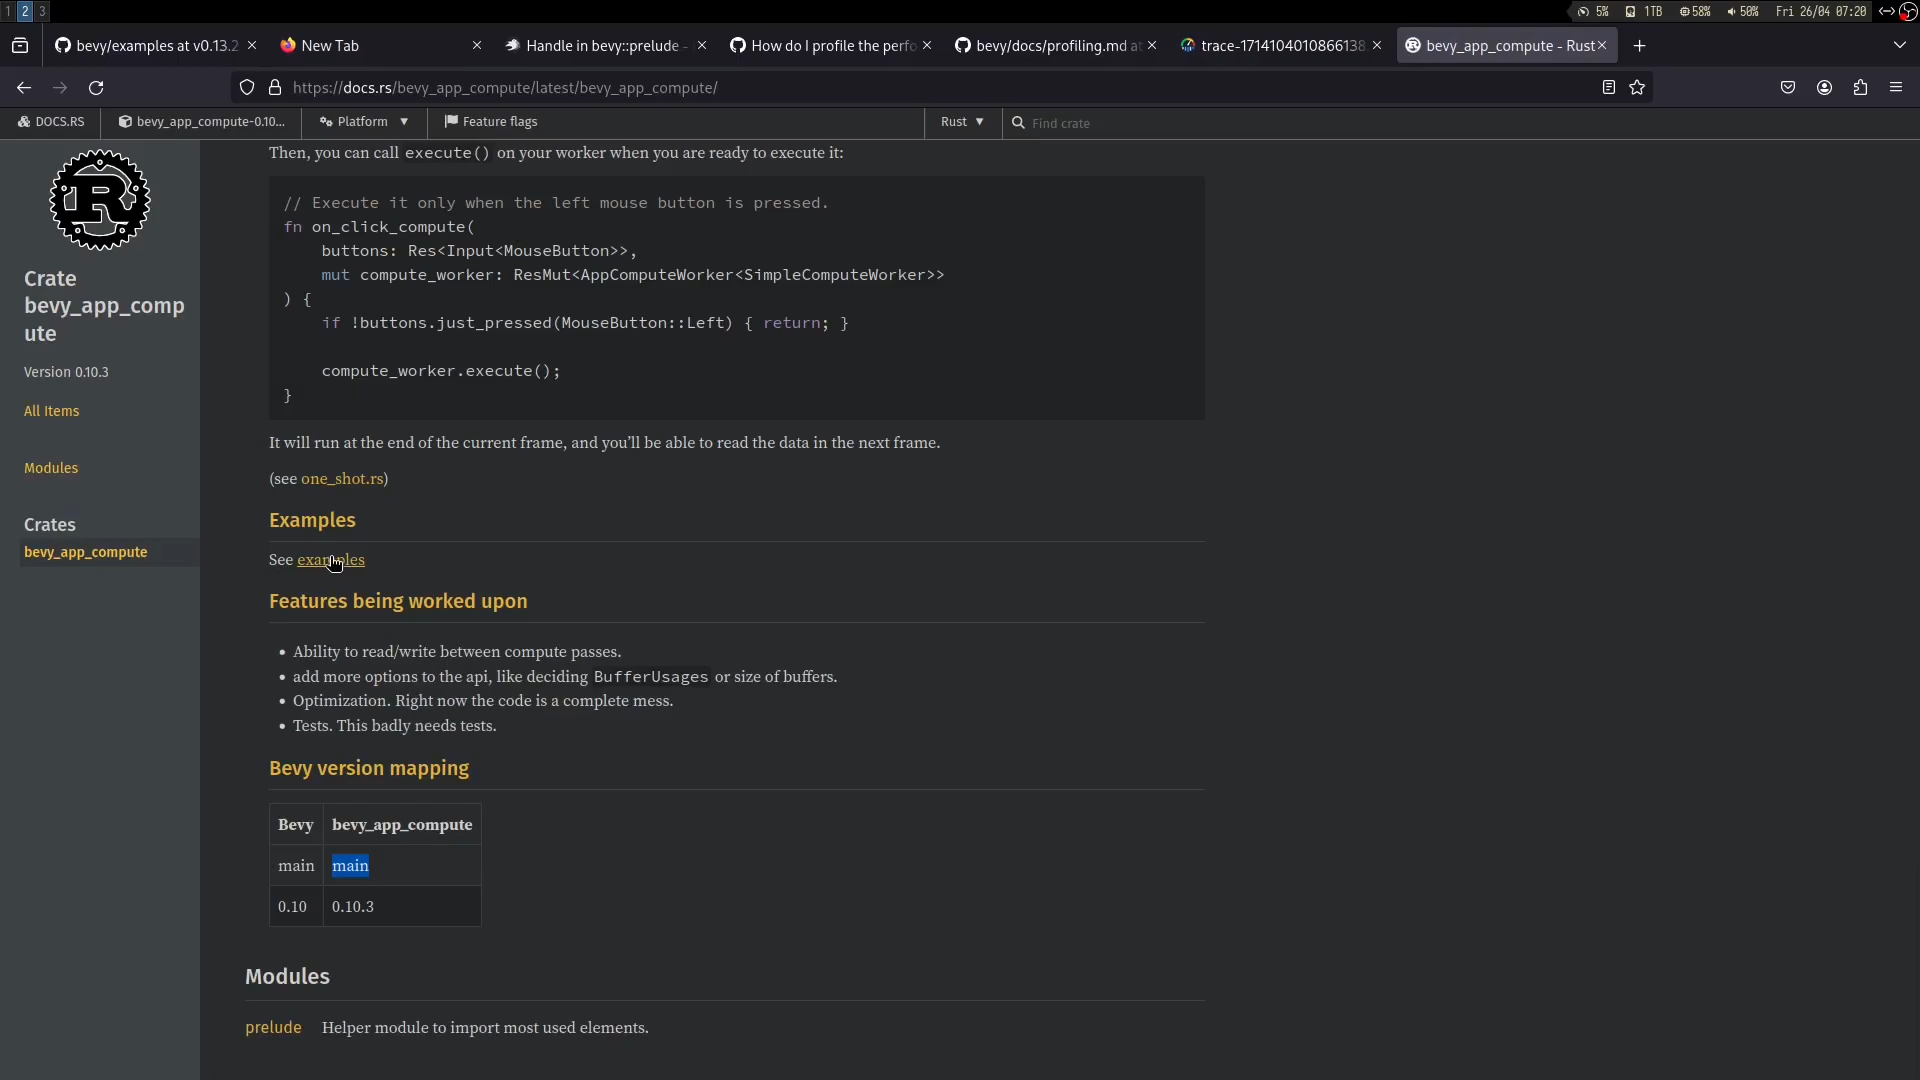 1 2 3
5% 1TB 58% 50% Fri 26/04 07:20
bevy/examples at v0.13.2
New Tab
Handle in bevy::prelude -
How do I profile the perfo
bevy/docs/profiling.md at
trace-1714104010866138
bevy_app_compute - Rust
https://docs.rs/bevy_app_compute/latest/bevy_app_compute/
DOCS.RS
bevy_app_compute-0.10...
Platform
Feature flags
Rust
Find crate
Crate
bevy_app_comp
ute
Version 0.10.3
All Items
Modules
Crates
bevy_app_compute
Then, you can call execute() on your worker when you are ready to execute it:
// Execute it only when the left mouse button is pressed.
fn on_click_compute(
    buttons: Res<Input<MouseButton>>,
    mut compute_worker: ResMut<AppComputeWorker<SimpleComputeWorker>>
) {
    if !buttons.just_pressed(MouseButton::Left) { return; }
    compute_worker.execute();
}
It will run at the end of the current frame, and you’ll be able to read the data in the next frame.
(see one_shot.rs)
Examples
See examples
Features being worked upon
• Ability to read/write between compute passes.
• add more options to the api, like deciding BufferUsages or size of buffers.
• Optimization. Right now the code is a complete mess.
• Tests. This badly needs tests.
Bevy version mapping
Bevy bevy_app_compute
main main
0.10 0.10.3
Modules
prelude Helper module to import most used elements.